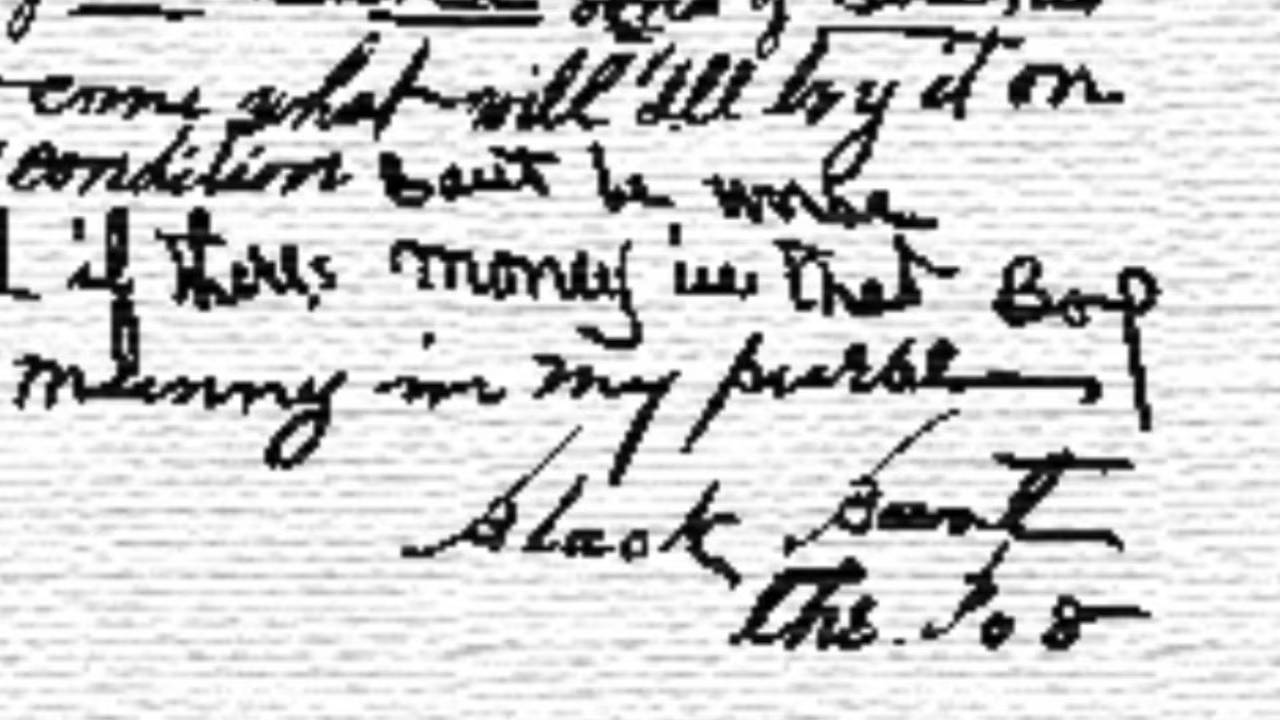 come what will I'll try it on
condition cant be worse
if theres money in that Box
munny in my purse
Black Bart
the Po8